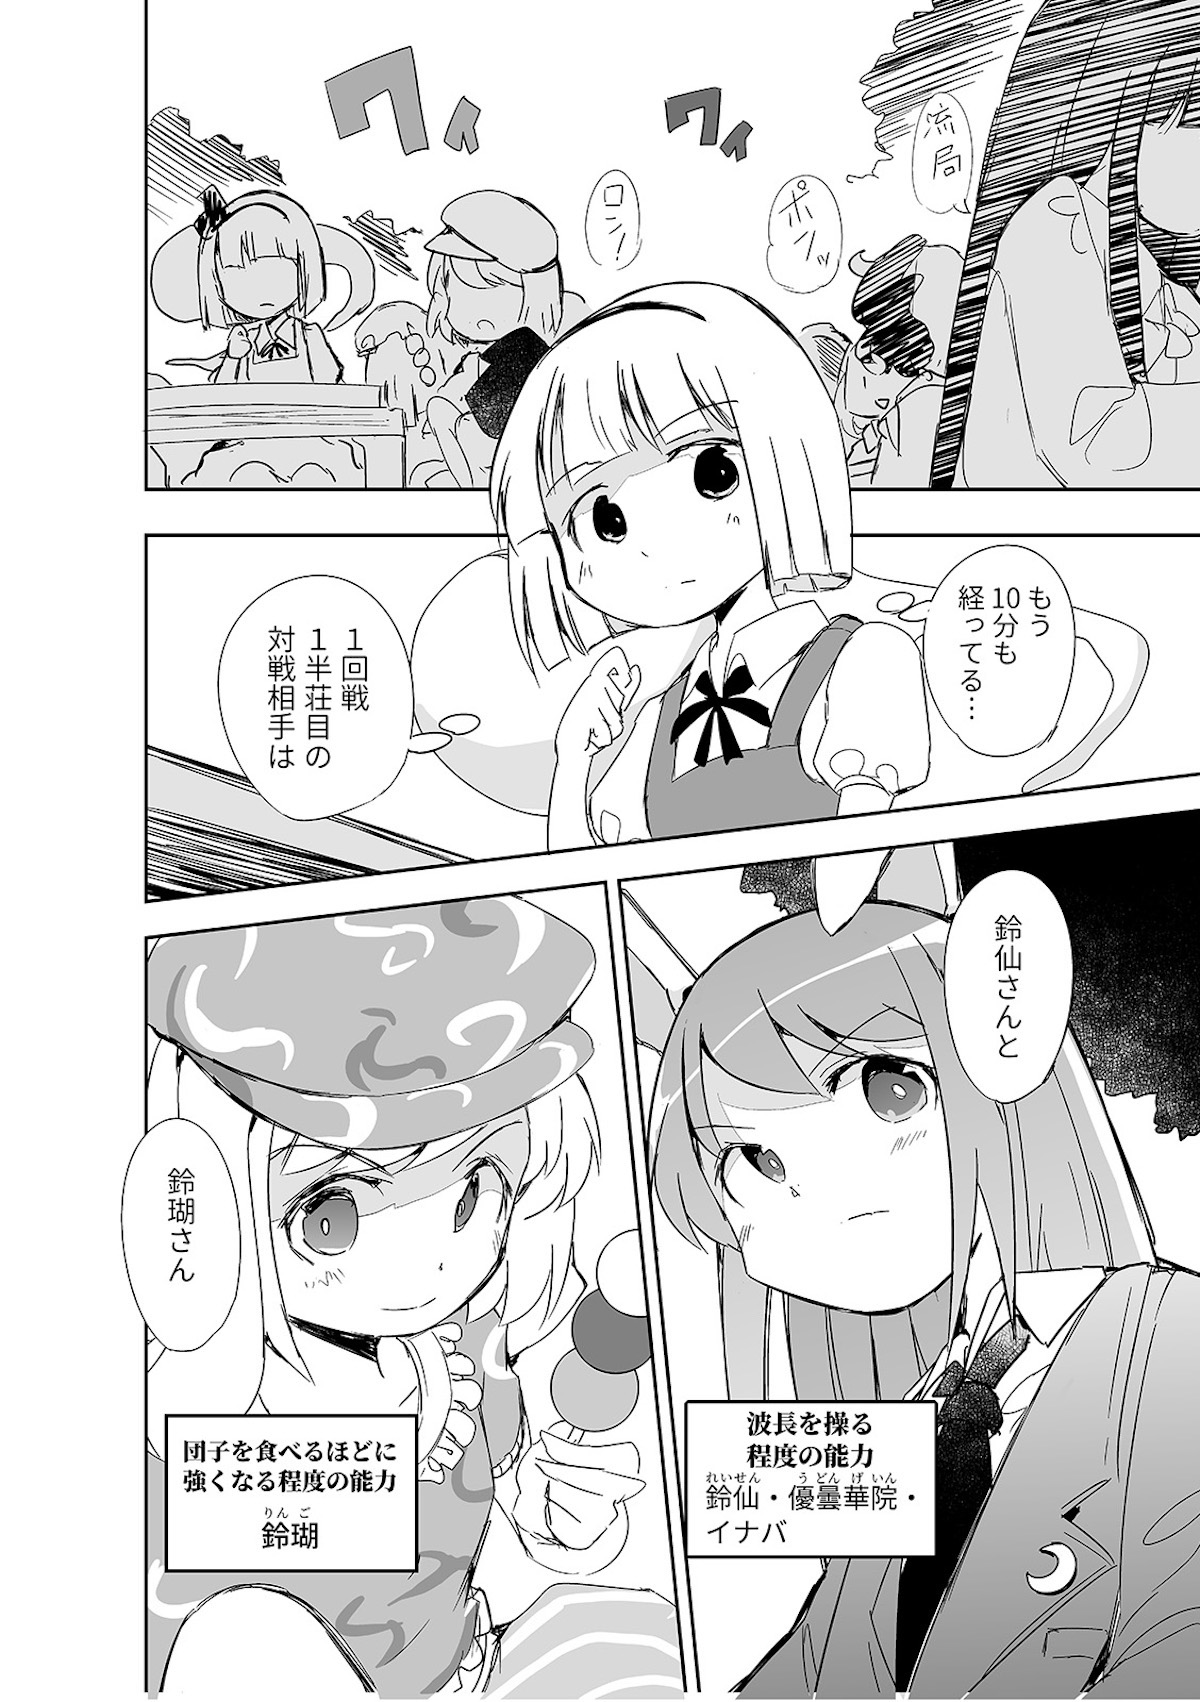 流局
ワイ
ポン
ワイ
ロン!
もう
10分も
経ってる…
1回戦
1半荘目の
対戦相手は
鈴仙さんと
波長を操る
程度の能力
れいせん うどんげいん
鈴仙・優曇華院・
イナバ
鈴瑚さん
団子を食べるほどに
強くなる程度の能力
りんご
鈴瑚